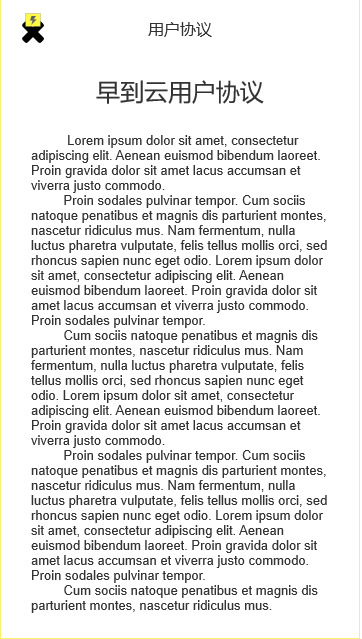 用户协议
早到云用户协议
Lorem ipsum dolor sit amet, consectetur
adipiscing elit. Aenean euismod bibendum laoreet.
Proin gravida dolor sit amet lacus accumsan et
viverra justo commodo.
Proin sodales pulvinar tempor. Cum sociis
natoque penatibus et magnis dis parturient montes,
nascetur ridiculus mus. Nam fermentum, nulla
luctus pharetra vulputate, felis tellus mollis orci, sed
rhoncus sapien nunc eget odio. Lorem ipsum dolor
sit amet, consectetur adipiscing elit. Aenean
euismod bibendum laoreet. Proin gravida dolor sit
amet lacus accumsan et viverra justo commodo.
Proin sodales pulvinar tempor.
Cum sociis natoque penatibus et magnis dis
parturient montes, nascetur ridiculus mus. Nam
fermentum, nulla luctus pharetra vulputate, felis
tellus mollis orci, sed rhoncus sapien nunc eget
odio. Lorem ipsum dolor sit amet, consectetur
adipiscing elit. Aenean euismod bibendum laoreet.
Proin gravida dolor sit amet lacus accumsan et
viverra justo commodo.
Proin sodales pulvinar tempor. Cum sociis
natoque penatibus et magnis dis parturient montes,
nascetur ridiculus mus. Nam fermentum, nulla
luctus pharetra vulputate, felis tellus mollis orci, sed
rhoncus sapien nunc eget odio. Lorem ipsum dolor
sit amet, consectetur adipiscing elit. Aenean
euismod bibendum laoreet. Proin gravida dolor sit
amet lacus accumsan et viverra justo commodo.
Proin sodales pulvinar tempor.
Cum sociis natoque penatibus et magnis dis
parturient montes, nascetur ridiculus mus.